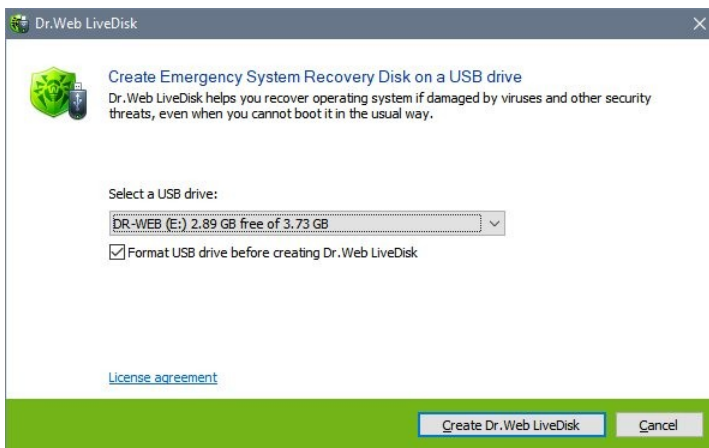 Dr.Web LiveDisk
Create Emergency System Recovery Disk on a USB drive
Dr.Web LiveDisk helps you recover operating system if damaged by viruses and other security
threats, even when you cannot boot it in the usual way.
Select a USB drive:
DR-WEB (E:) 2.89 GB free of 3.73 GB
Format USB drive before creating Dr.Web LiveDisk
License agreement
Create Dr.Web LiveDisk
Cancel